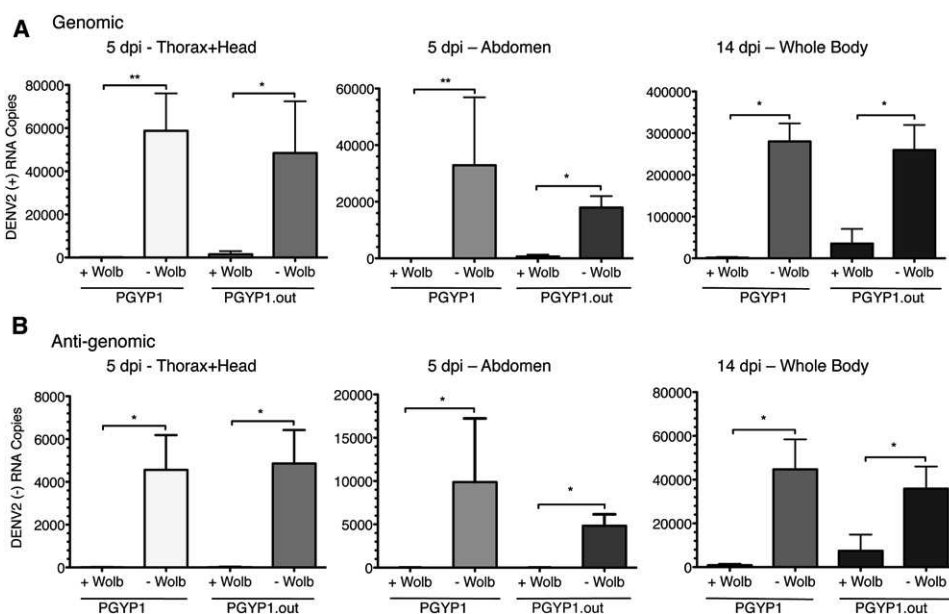 A Genomic
5 dpi - Thorax+Head
5 dpi – Abdomen
14 dpi – Whole Body
DENV2 (+) RNA Copies
80000
60000
40000
20000
0
**
*
+ Wolb - Wolb + Wolb - Wolb
PGYP1 PGYP1.out
60000
40000
20000
0
**
*
+ Wolb - Wolb + Wolb - Wolb
PGYP1 PGYP1.out
400000
300000
200000
100000
0
* *
+ Wolb - Wolb + Wolb - Wolb
PGYP1 PGYP1.out
B Anti-genomic
5 dpi - Thorax+Head
5 dpi – Abdomen
14 dpi – Whole Body
DENV2 (-) RNA Copies
8000
6000
4000
2000
0
* *
+ Wolb - Wolb + Wolb - Wolb
PGYP1 PGYP1.out
20000
15000
10000
5000
0
*
*
+ Wolb - Wolb + Wolb - Wolb
PGYP1 PGYP1.out
80000
60000
40000
20000
0
*
*
+ Wolb - Wolb + Wolb - Wolb
PGYP1 PGYP1.out